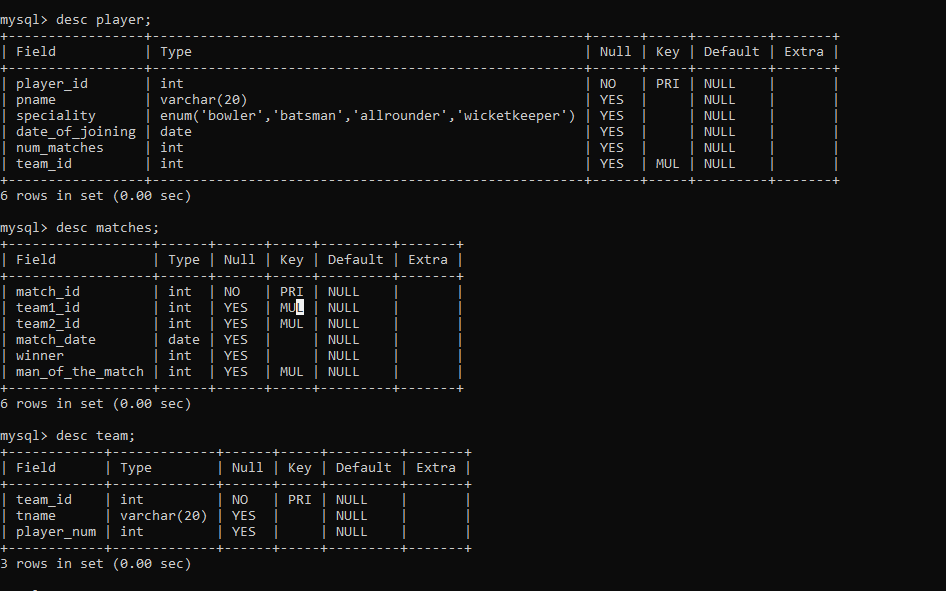 mysql> desc player;
+-----------------+------------------------------------------------------+------+-----+---------+-------+
| Field           | Type                                                 | Null | Key | Default | Extra |
+-----------------+------------------------------------------------------+------+-----+---------+-------+
| player_id       | int                                                  | NO   | PRI | NULL    |       |
| pname           | varchar(20)                                          | YES  |     | NULL    |       |
| speciality      | enum('bowler','batsman','allrounder','wicketkeeper') | YES  |     | NULL    |       |
| date_of_joining | date                                                 | YES  |     | NULL    |       |
| num_matches     | int                                                  | YES  |     | NULL    |       |
| team_id         | int                                                  | YES  | MUL | NULL    |       |
+-----------------+------------------------------------------------------+------+-----+---------+-------+
6 rows in set (0.00 sec)

mysql> desc matches;
+------------------+------+------+-----+---------+-------+
| Field            | Type | Null | Key | Default | Extra |
+------------------+------+------+-----+---------+-------+
| match_id         | int  | NO   | PRI | NULL    |       |
| team1_id         | int  | YES  | MUL | NULL    |       |
| team2_id         | int  | YES  | MUL | NULL    |       |
| match_date       | date | YES  |     | NULL    |       |
| winner           | int  | YES  |     | NULL    |       |
| man_of_the_match | int  | YES  | MUL | NULL    |       |
+------------------+------+------+-----+---------+-------+
6 rows in set (0.00 sec)

mysql> desc team;
+------------+-------------+------+-----+---------+-------+
| Field      | Type        | Null | Key | Default | Extra |
+------------+-------------+------+-----+---------+-------+
| team_id    | int         | NO   | PRI | NULL    |       |
| tname      | varchar(20) | YES  |     | NULL    |       |
| player_num | int         | YES  |     | NULL    |       |
+------------+-------------+------+-----+---------+-------+
3 rows in set (0.00 sec)